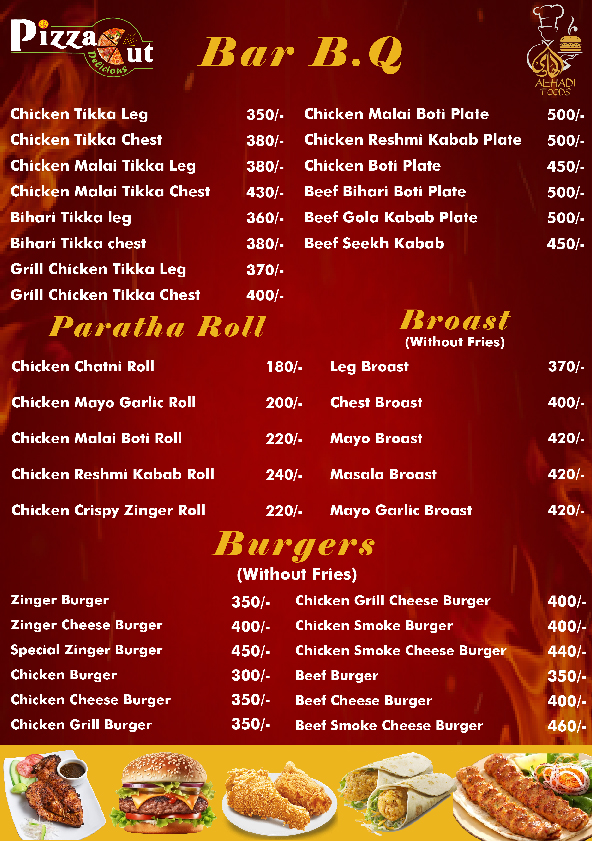 Pizza Out
Delicious
Bar B.Q
ALHADI
FOODS
Chicken Tikka Leg 350/-
Chicken Tikka Chest 380/-
Chicken Malai Tikka Leg 380/-
Chicken Malai Tikka Chest 430/-
Bihari Tikka leg 360/-
Bihari Tikka chest 380/-
Grill Chicken Tikka Leg 370/-
Grill Chicken Tikka Chest 400/-
Chicken Malai Boti Plate 500/-
Chicken Reshmi Kabab Plate 500/-
Chicken Boti Plate 450/-
Beef Bihari Boti Plate 500/-
Beef Gola Kabab Plate 500/-
Beef Seekh Kabab 450/-
Paratha Roll
Chicken Chatni Roll 180/-
Chicken Mayo Garlic Roll 200/-
Chicken Malai Boti Roll 220/-
Chicken Reshmi Kabab Roll 240/-
Chicken Crispy Zinger Roll 220/-
Broast
(Without Fries)
Leg Broast 370/-
Chest Broast 400/-
Mayo Broast 420/-
Masala Broast 420/-
Mayo Garlic Broast 420/-
Burgers
(Without Fries)
Zinger Burger 350/-
Zinger Cheese Burger 400/-
Special Zinger Burger 450/-
Chicken Burger 300/-
Chicken Cheese Burger 350/-
Chicken Grill Burger 350/-
Chicken Grill Cheese Burger 400/-
Chicken Smoke Burger 400/-
Chicken Smoke Cheese Burger 440/-
Beef Burger 350/-
Beef Cheese Burger 400/-
Beef Smoke Cheese Burger 460/-